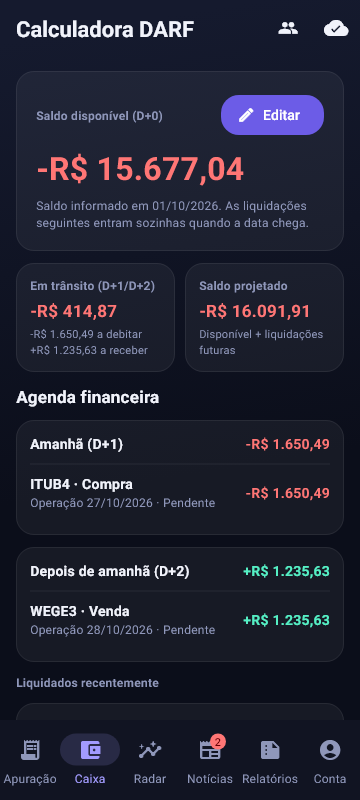 Calculadora DARF
Saldo disponível (D+0)
Editar
-R$ 15.677,04
Saldo informado em 01/10/2026. As liquidações
seguintes entram sozinhas quando a data chega.
Em trânsito (D+1/D+2)
-R$ 414,87
-R$ 1.650,49 a debitar
+R$ 1.235,63 a receber
Saldo projetado
-R$ 16.091,91
Disponível + liquidações
futuras
Agenda financeira
Amanhã (D+1)
-R$ 1.650,49
ITUB4 · Compra
Operação 27/10/2026 · Pendente
-R$ 1.650,49
Depois de amanhã (D+2)
+R$ 1.235,63
WEGE3 · Venda
Operação 28/10/2026 · Pendente
+R$ 1.235,63
Liquidados recentemente
2
Apuração
Caixa
Radar
Notícias
Relatórios
Conta